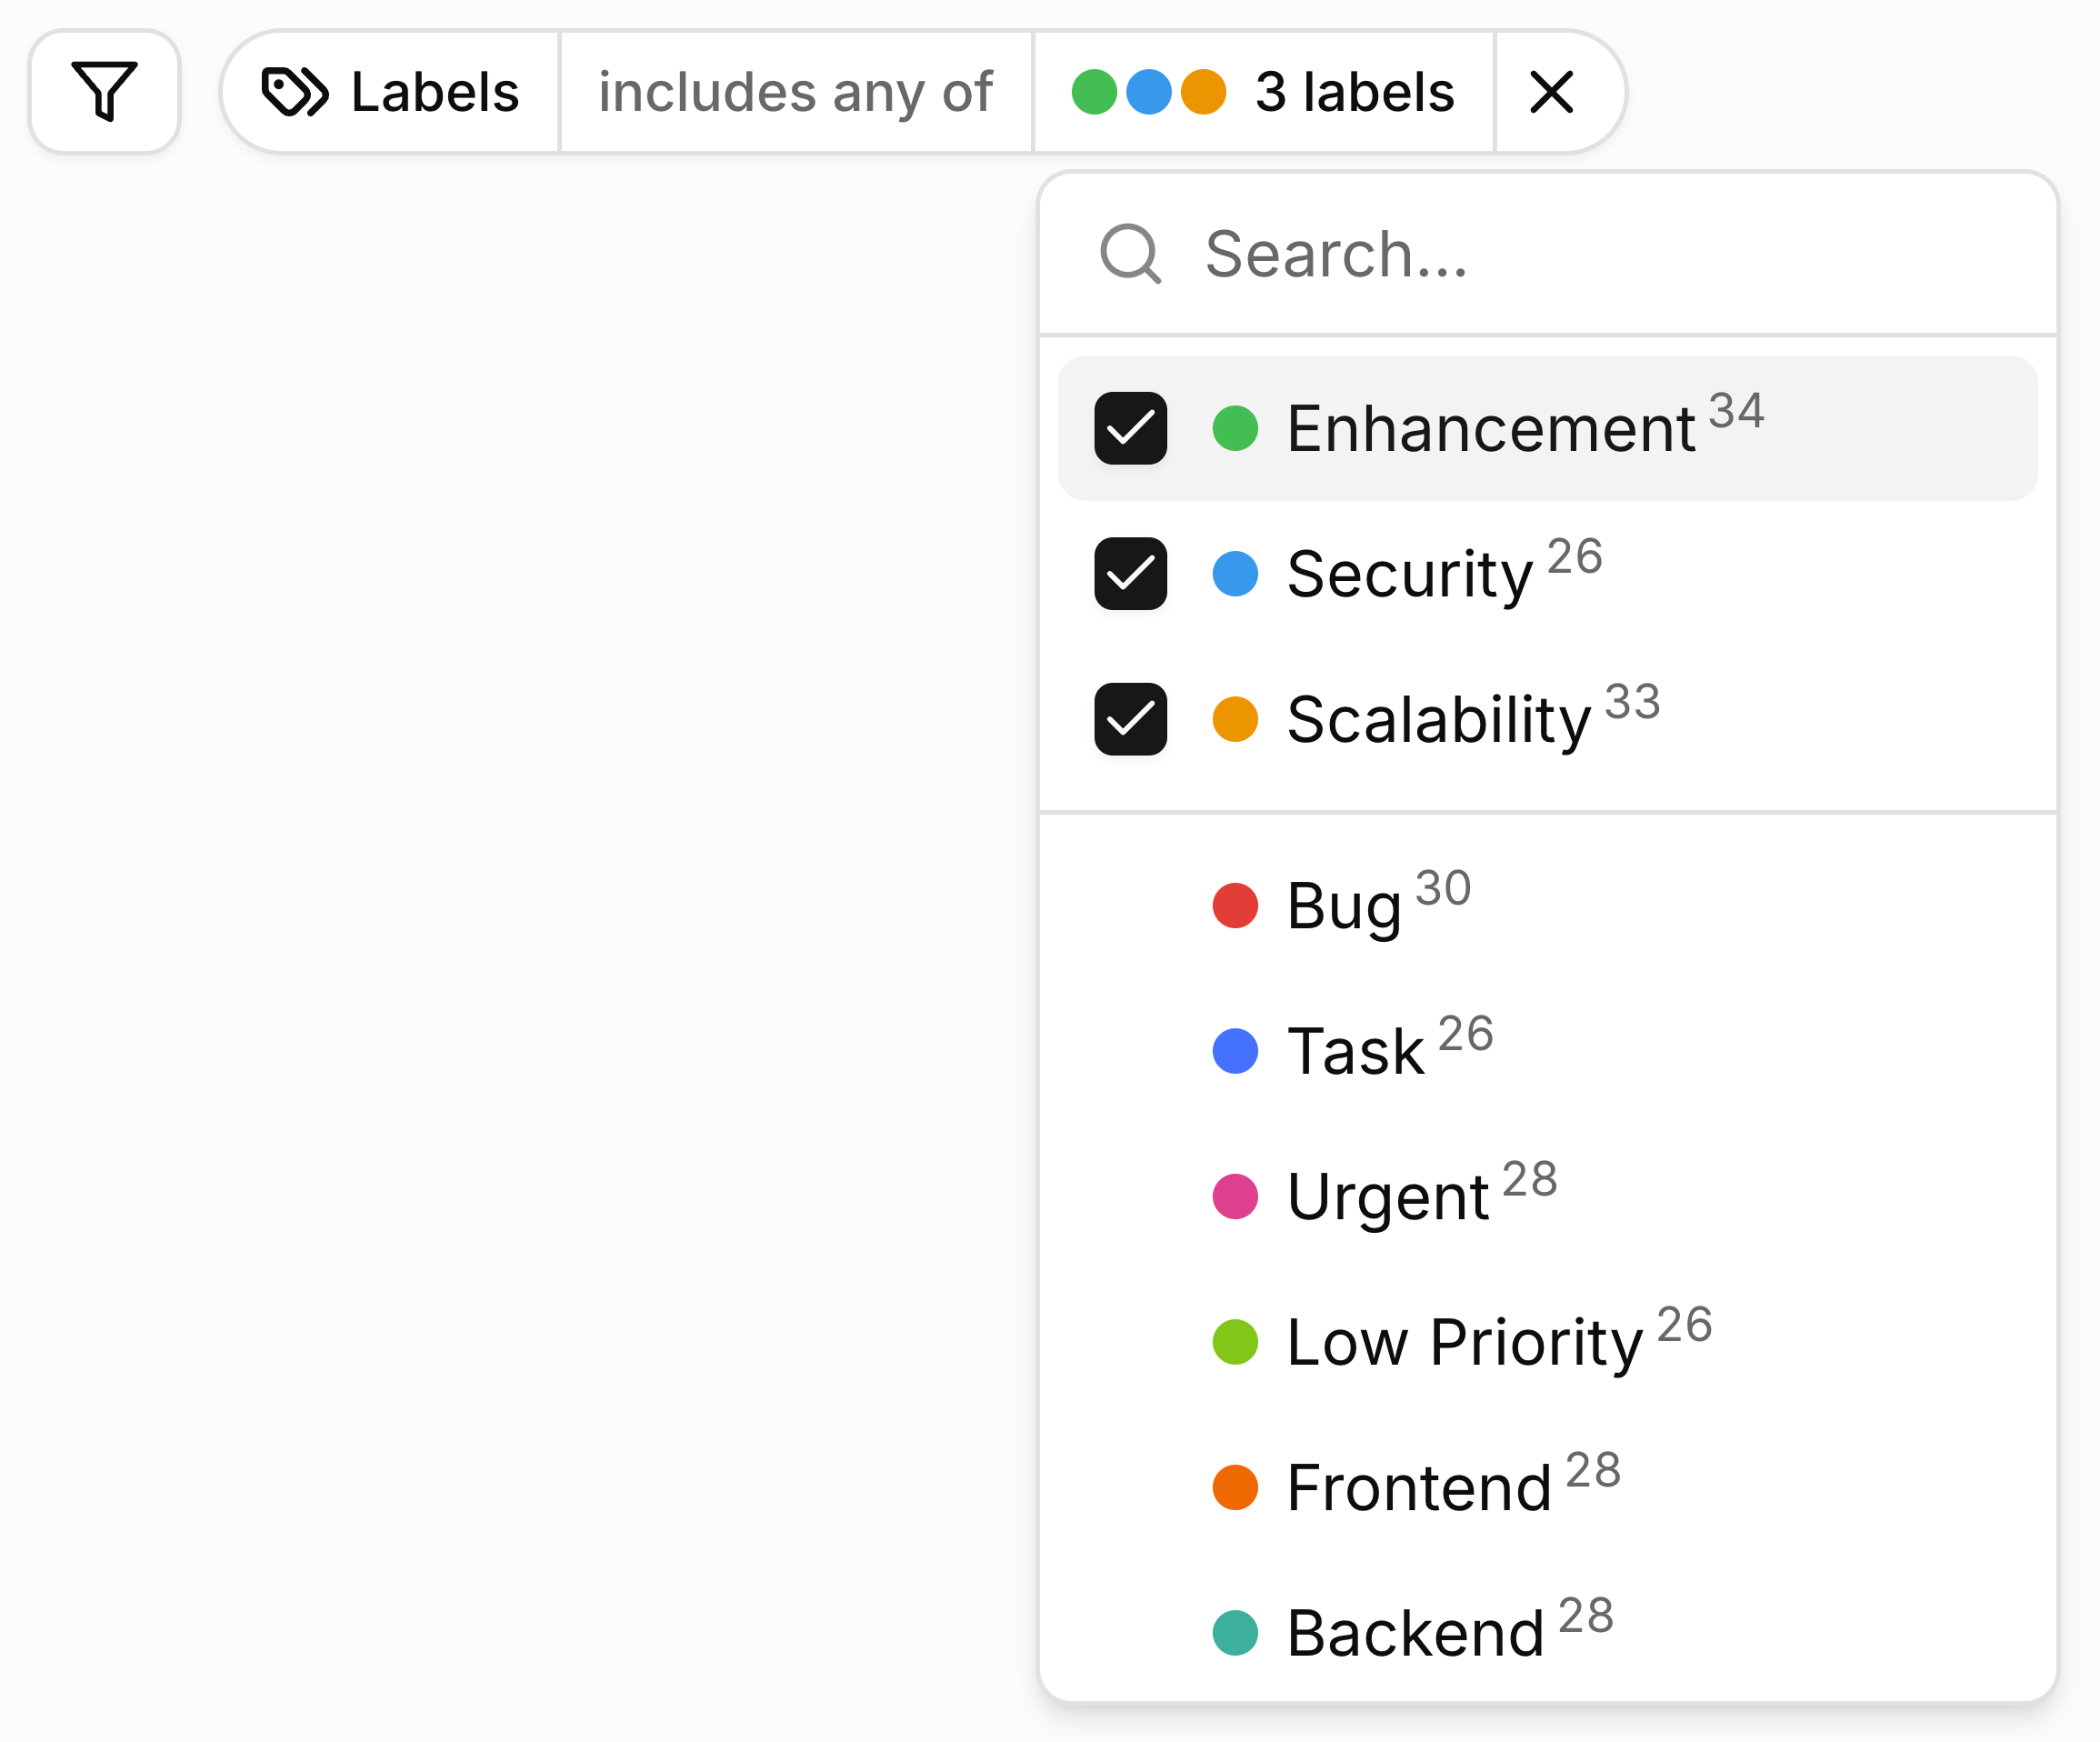 Labels includes any of 3 labels
Search...
Enhancement 34
Security 26
Scalability 33
Bug 30
Task 26
Urgent 28
Low Priority 26
Frontend 28
Backend 28